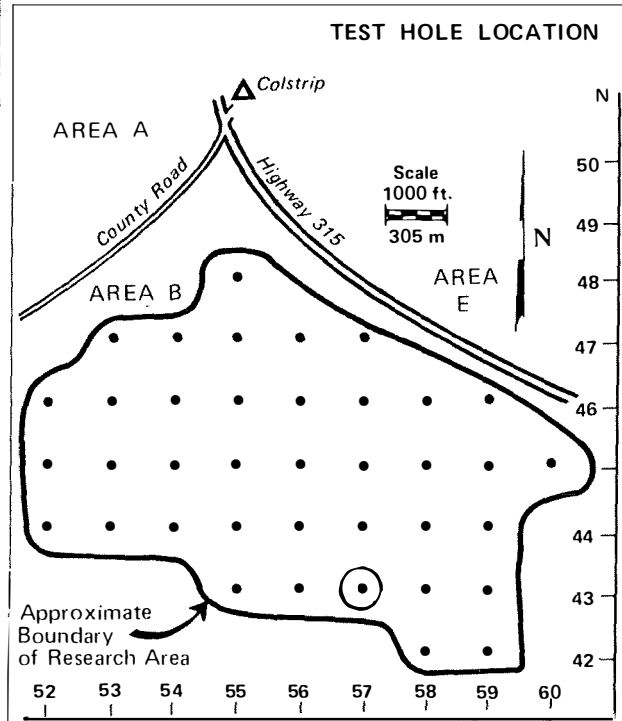 TEST HOLE LOCATION
Colstrip
N
AREA A
County Road
Highway 315
Scale
1000 ft.
305 m
N
AREA B
AREA
E
50
49
48
47
46
45
44
43
42
Approximate
Boundary
of Research Area
52 53 54 55 56 57 58 59 60